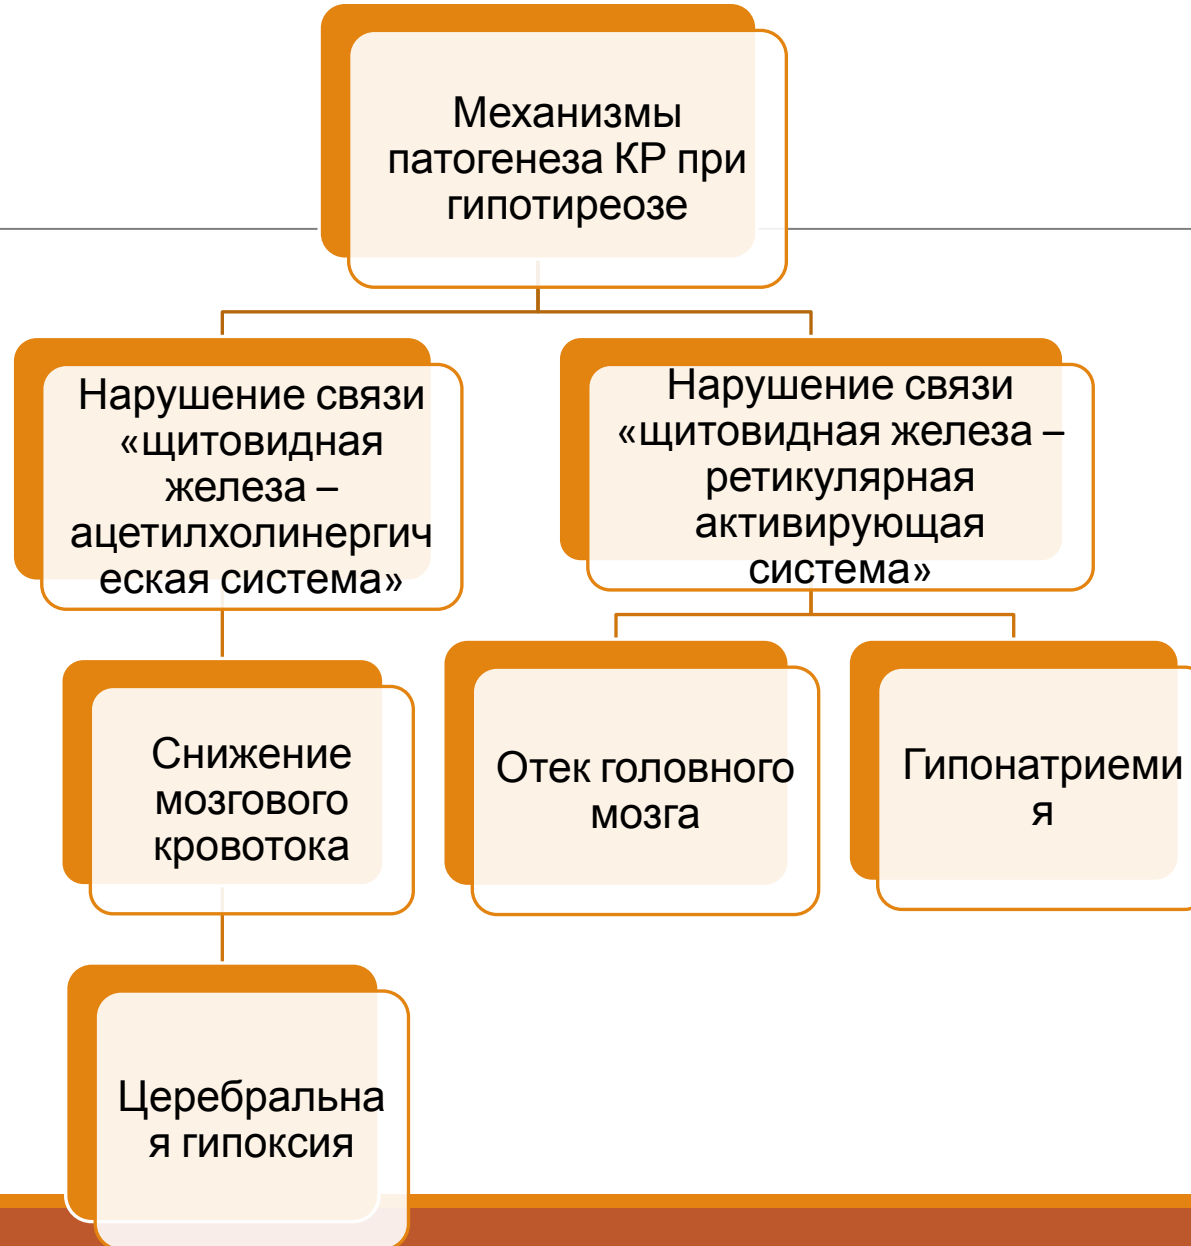 Механизмы
патогенеза КР при
гипотиреозе
Нарушение связи
«щитовидная
железа –
ацетилхолинергич
еская система»
Нарушение связи
«щитовидная железа –
ретикулярная
активирующая
система»
Снижение
мозгового
кровотока
Отек головного
мозга
Гипонатриеми
я
Церебральна
я гипоксия